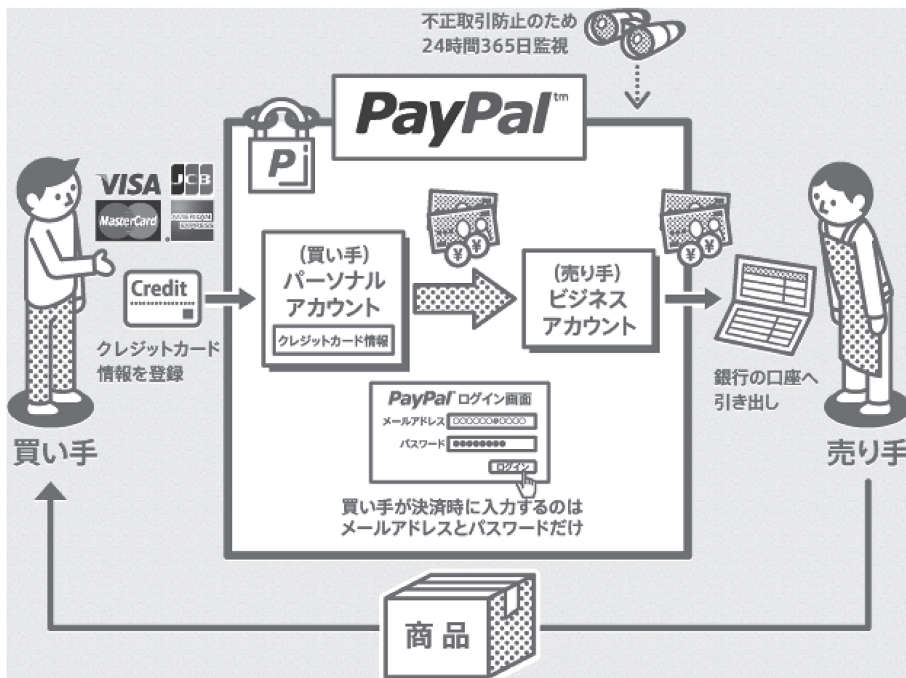 不正取引防止のため
24時間365日監視
PayPal™
P
VISA
JCB
MasterCard
AMERICAN EXPRESS
Credit
クレジットカード
情報を登録
買い手
(買い手)
パーソナル
アカウント
クレジットカード情報
¥ ¥
(売り手)
ビジネス
アカウント
¥ ¥
銀行の口座へ
引き出し
売り手
PayPal™ ログイン画面
メールアドレス ○○○○○○@○○○○
パスワード ●●●●●●●●
ログイン
買い手が決済時に入力するのは
メールアドレスとパスワードだけ
商品